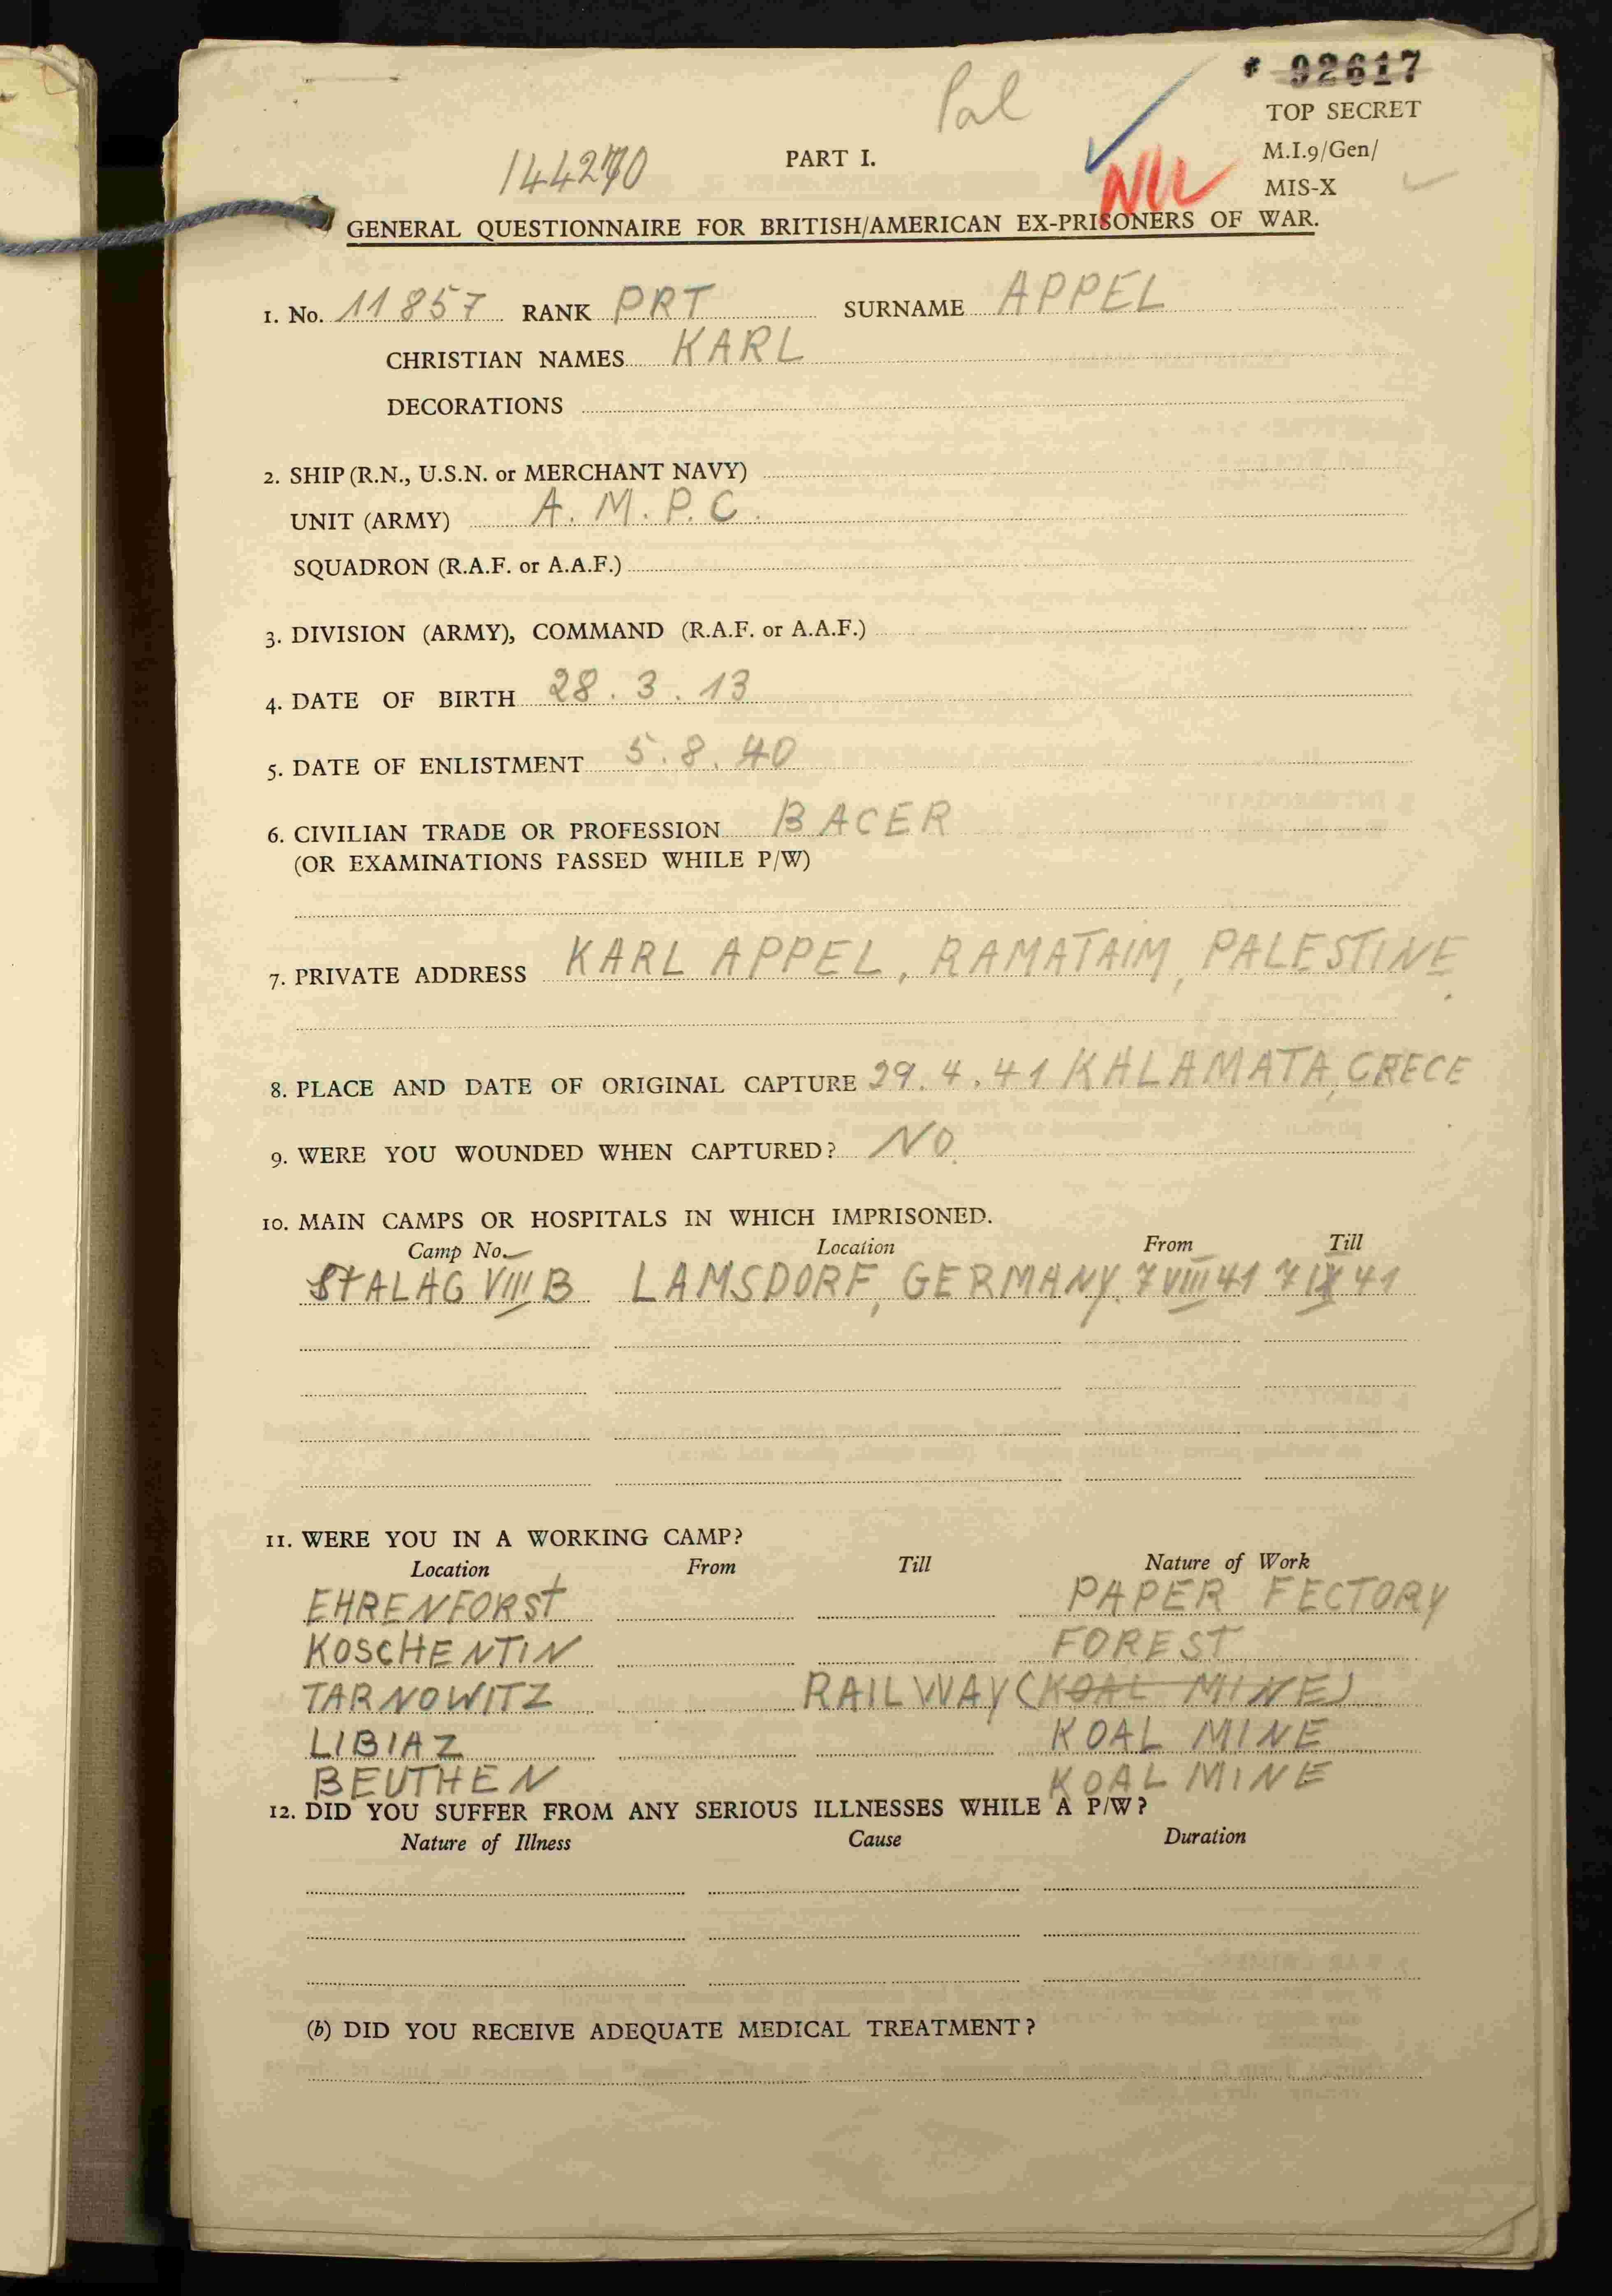 * 92617
Pal
TOP SECRET
144270
PART I.
M.I.9/Gen/
MIS-X
GENERAL QUESTIONNAIRE FOR BRITISH/AMERICAN EX-PRISONERS OF WAR.
1. No. 11857 RANK PRT SURNAME APPEL
CHRISTIAN NAMES KARL
DECORATIONS
2. SHIP (R.N., U.S.N. or MERCHANT NAVY)
UNIT (ARMY) A.M.P.C.
SQUADRON (R.A.F. or A.A.F.)
3. DIVISION (ARMY), COMMAND (R.A.F. or A.A.F.)
4. DATE OF BIRTH 28.3.13
5. DATE OF ENLISTMENT 5.8.40
6. CIVILIAN TRADE OR PROFESSION BACER
(OR EXAMINATIONS PASSED WHILE P/W)
7. PRIVATE ADDRESS KARL APPEL, RAMATAIM, PALESTINE.
8. PLACE AND DATE OF ORIGINAL CAPTURE 29.4.41 KALAMATA, GRECE
9. WERE YOU WOUNDED WHEN CAPTURED? NO.
10. MAIN CAMPS OR HOSPITALS IN WHICH IMPRISONED.
Camp No. Location From Till
STALAG VIII B LAMSDORF, GERMANY. 7 VIII 41 7 IX 41
11. WERE YOU IN A WORKING CAMP?
Location From Till Nature of Work
EHRENFORST PAPER FECTORY
KOSCHENTIN FOREST
TARNOWITZ RAILWAY (KOAL MINE)
LIBIAZ KOAL MINE
BEUTHEN KOAL MINE
12. DID YOU SUFFER FROM ANY SERIOUS ILLNESSES WHILE A P/W?
Nature of Illness Cause Duration
(b) DID YOU RECEIVE ADEQUATE MEDICAL TREATMENT?